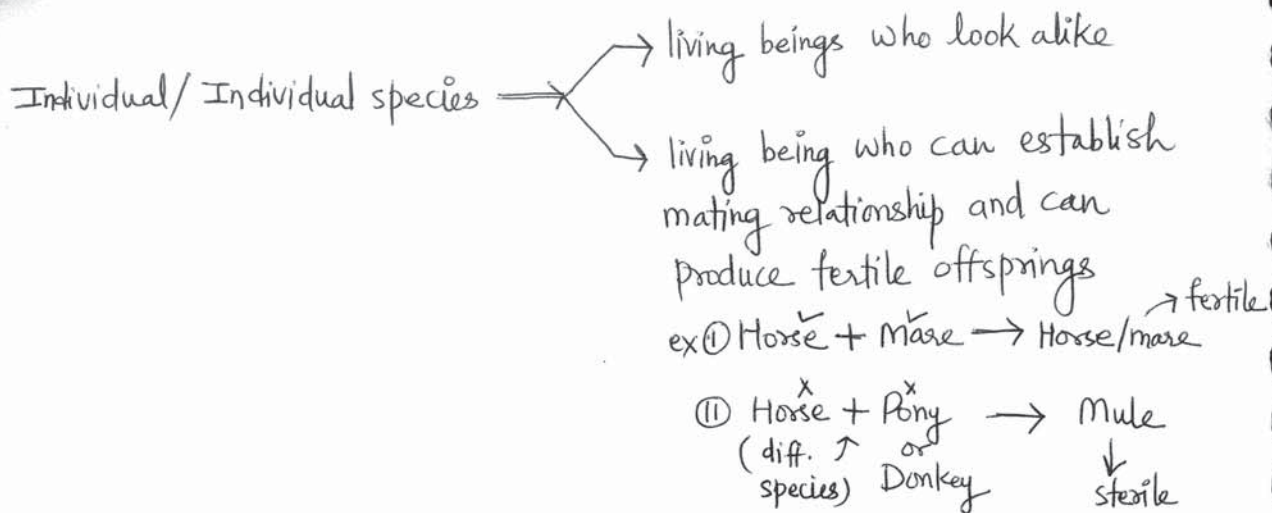 Individual/ Individual species → living beings who look alike
→ living being who can establish
mating relationship and can
produce fertile offsprings
ex ① Horse + Mare → Horse/mare → fertile
⑪ Horse + Pony → Mule
(diff. ↑ or ↓
species) Donkey sterile